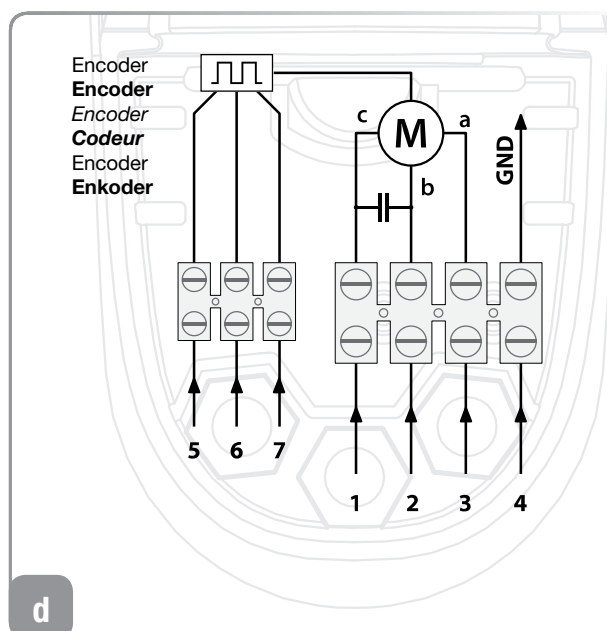 Encoder
Encoder
Encoder
Codeur
Encoder
Enkoder
c
M
a
b
GND
5 6 7
1 2 3 4
d